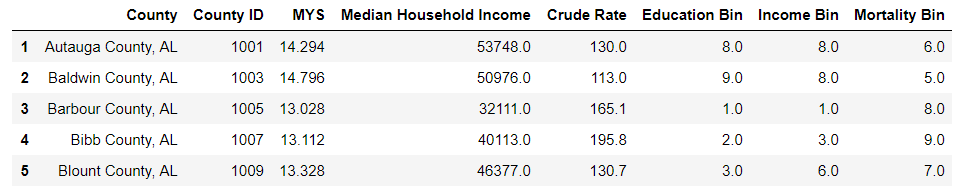 County County ID MYS Median Household Income Crude Rate Education Bin Income Bin Mortality Bin
1 Autauga County, AL 1001 14.294 53748.0 130.0 8.0 8.0 6.0
2 Baldwin County, AL 1003 14.796 50976.0 113.0 9.0 8.0 5.0
3 Barbour County, AL 1005 13.028 32111.0 165.1 1.0 1.0 8.0
4 Bibb County, AL 1007 13.112 40113.0 195.8 2.0 3.0 9.0
5 Blount County, AL 1009 13.328 46377.0 130.7 3.0 6.0 7.0